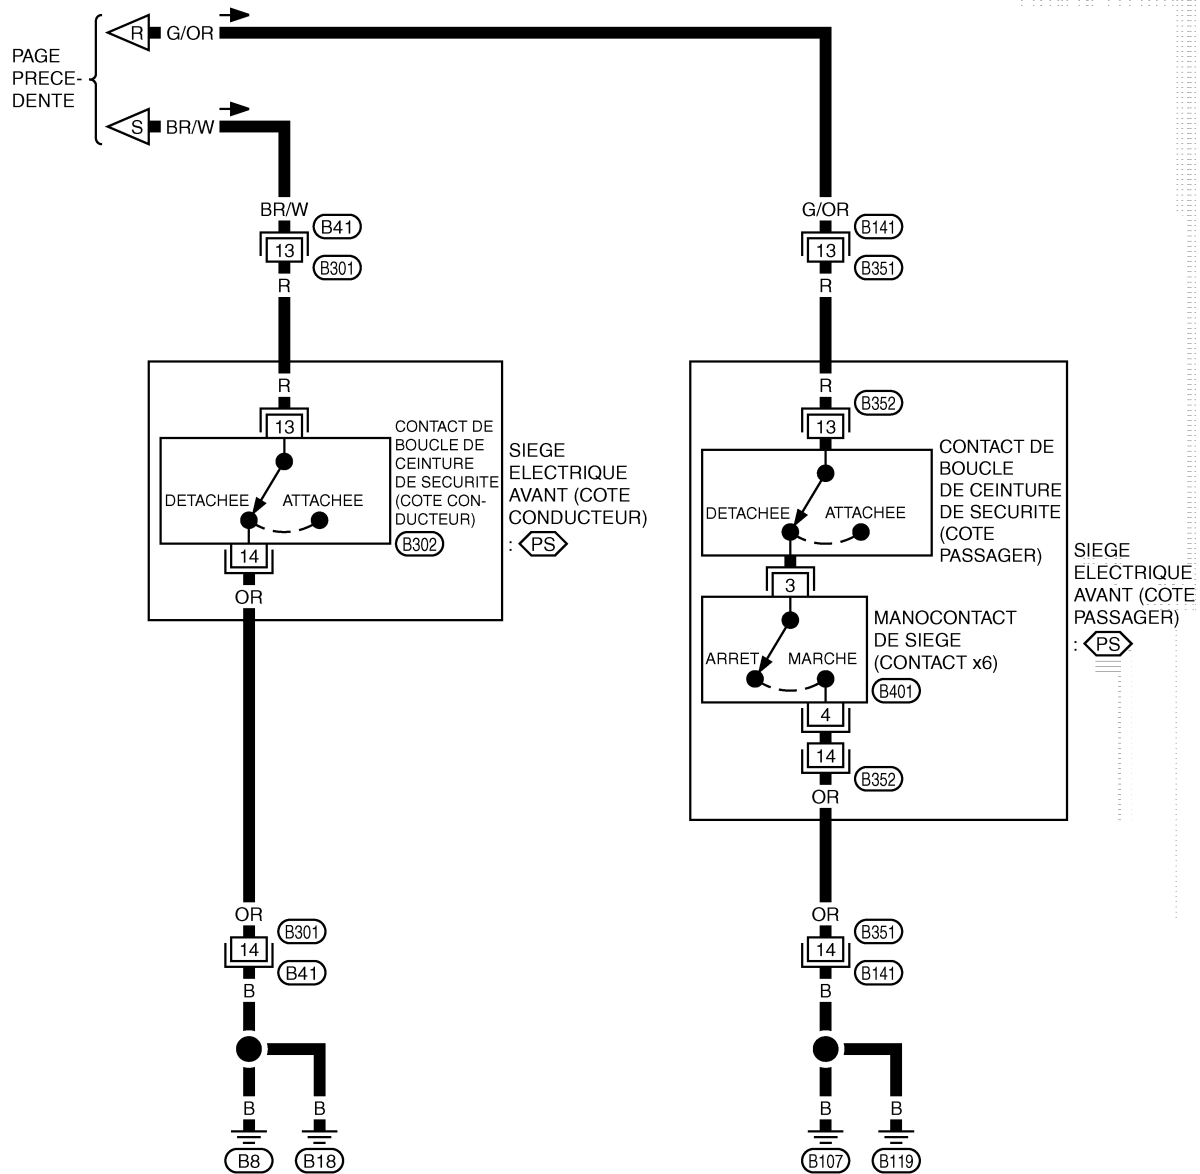 PAGE
PRECE-
DENTE
R G/OR
S BR/W
BR/W
B41
13
B301
R
R
13
DETACHEE ATTACHEE
14
OR
CONTACT DE
BOUCLE DE
CEINTURE
DE SECURITE
(COTE CON-
DUCTEUR)
B302
SIEGE
ELECTRIQUE
AVANT (COTE
CONDUCTEUR)
: PS
OR
B301
14
B41
B
B B
B8 B18
G/OR
B141
13
B351
R
R
B352
13
DETACHEE ATTACHEE
CONTACT DE
BOUCLE
DE CEINTURE
DE SECURITE
(COTE
PASSAGER)
3
ARRET MARCHE
MANOCONTACT
DE SIEGE
(CONTACT x6)
B401
4
14
B352
OR
SIEGE
ELECTRIQUE
AVANT (COTE
PASSAGER)
: PS
OR
B351
14
B141
B
B B
B107 B119